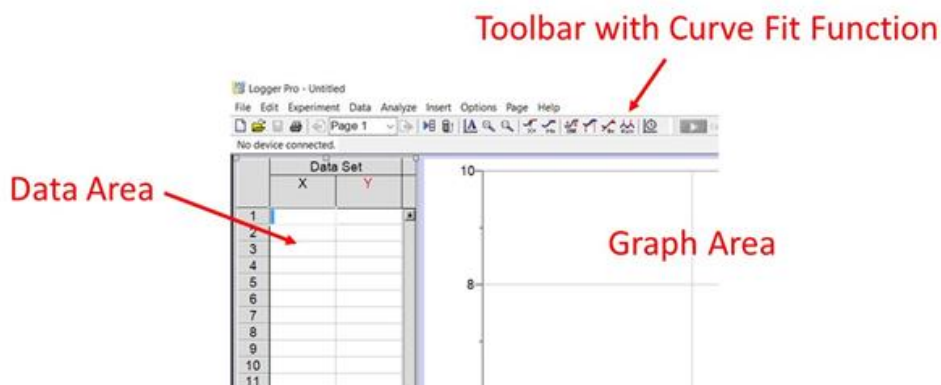 Toolbar with Curve Fit Function
Logger Pro - Untitled
File Edit Experiment Data Analyze Insert Options Page Help
Page 1
No device connected.
Data Set
X Y
Data Area
Graph Area
1
2
3
4
5
6
7
8
9
10
11
10
8